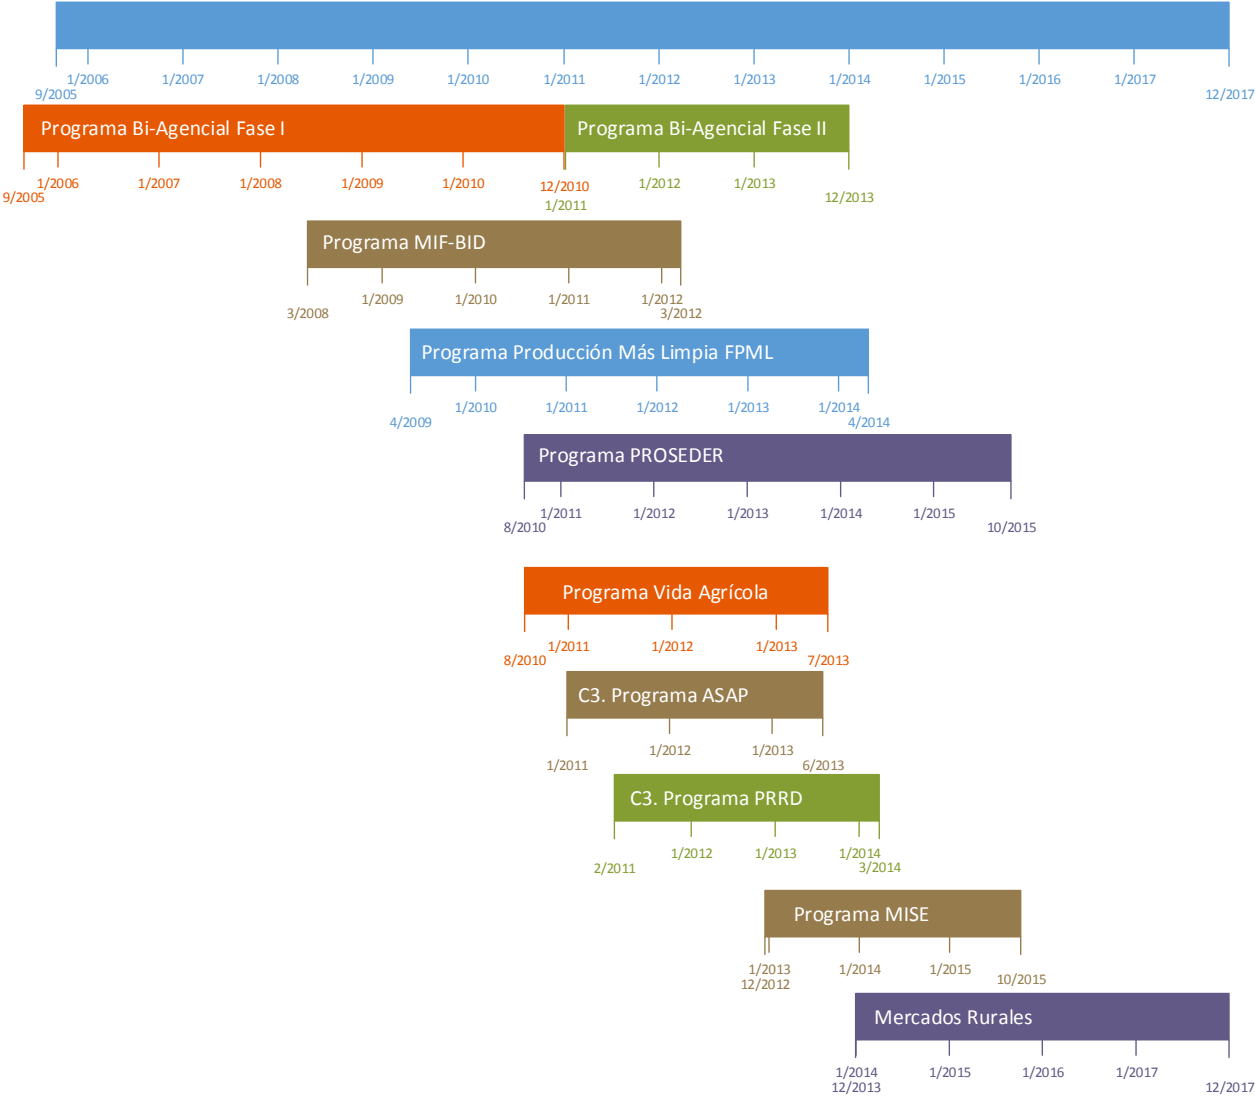 1/2006 1/2007 1/2008 1/2009 1/2010 1/2011 1/2012 1/2013 1/2014 1/2015 1/2016 1/2017
9/2005 12/2017
Programa Bi-Agencial Fase I Programa Bi-Agencial Fase II
1/2006 1/2007 1/2008 1/2009 1/2010 12/2010 1/2012 1/2013
9/2005 1/2011 12/2013
Programa MIF-BID
1/2009 1/2010 1/2011 1/2012
3/2008 3/2012
Programa Producción Más Limpia FPML
1/2010 1/2011 1/2012 1/2013 1/2014
4/2009 4/2014
Programa PROSEDER
1/2011 1/2012 1/2013 1/2014 1/2015
8/2010 10/2015
Programa Vida Agrícola
1/2011 1/2012 1/2013
8/2010 7/2013
C3. Programa ASAP
1/2012 1/2013
1/2011 6/2013
C3. Programa PRRD
1/2012 1/2013 1/2014
2/2011 3/2014
Programa MISE
1/2013 1/2014 1/2015
12/2012 10/2015
Mercados Rurales
1/2014 1/2015 1/2016 1/2017
12/2013 12/2017